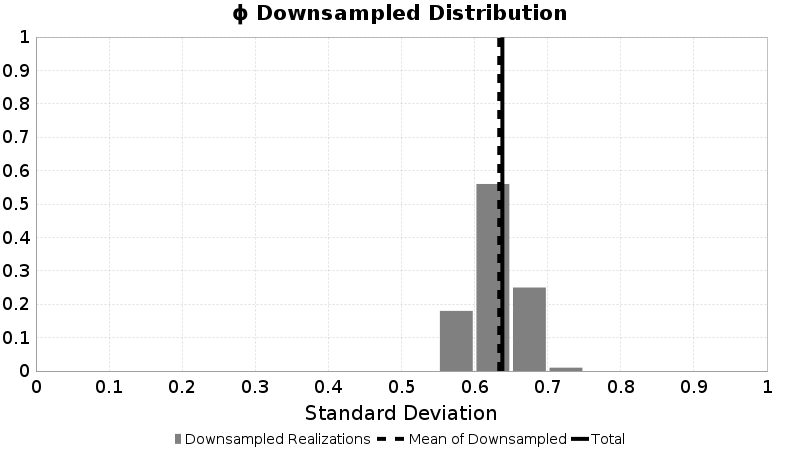 ϕ Downsampled Distribution
1
0.9
0.8
0.7
0.6
0.5
0.4
0.3
0.2
0.1
0
0 0.1 0.2 0.3 0.4 0.5 0.6 0.7 0.8 0.9 1
Standard Deviation
Downsampled Realizations Mean of Downsampled Total